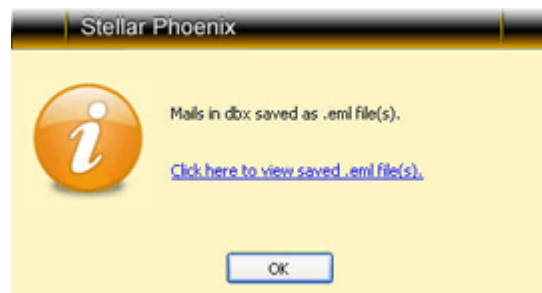 Stellar Phoenix
Mails in dbx saved as .eml file(s).
Click here to view saved .eml file(s).
OK